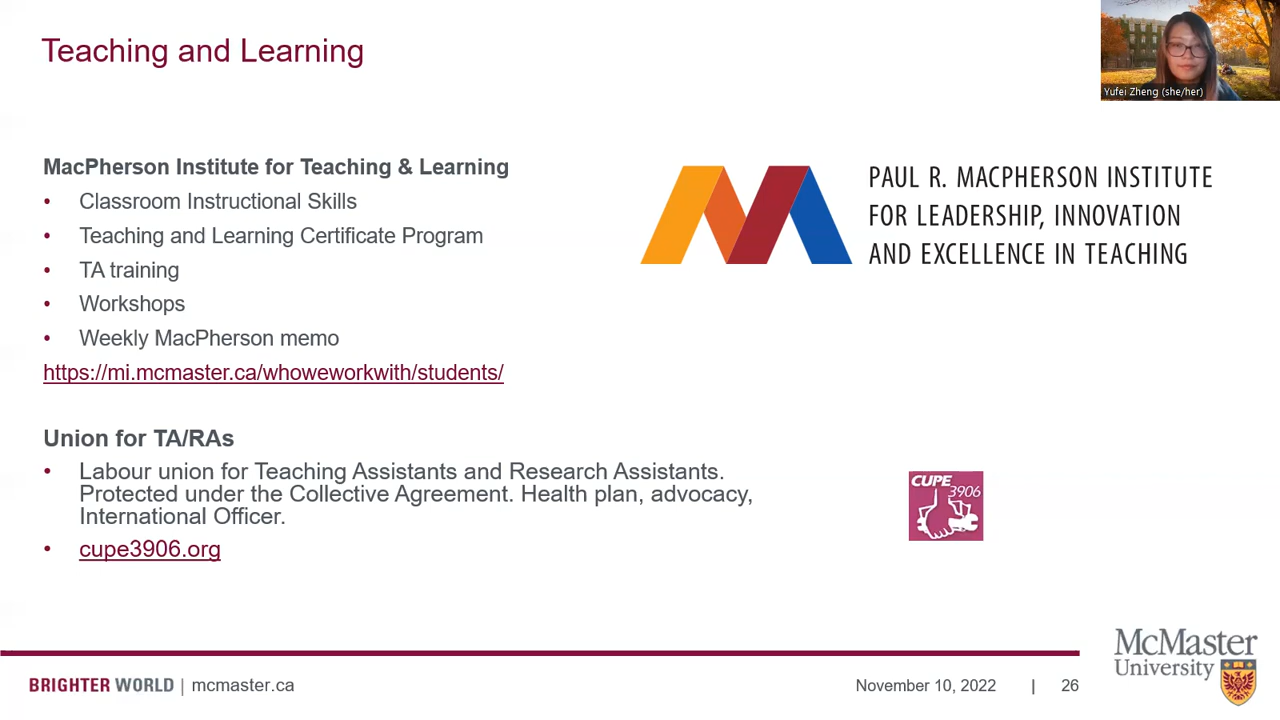 Teaching and Learning
Yufei Zheng (she/her)
MacPherson Institute for Teaching & Learning
• Classroom Instructional Skills
• Teaching and Learning Certificate Program
• TA training
• Workshops
• Weekly MacPherson memo
https://mi.mcmaster.ca/whoweworkwith/students/
PAUL R. MACPHERSON INSTITUTE
FOR LEADERSHIP, INNOVATION
AND EXCELLENCE IN TEACHING
Union for TA/RAs
• Labour union for Teaching Assistants and Research Assistants.
Protected under the Collective Agreement. Health plan, advocacy,
International Officer.
• cupe3906.org
CUPE
3906
BRIGHTER WORLD | mcmaster.ca
November 10, 2022 | 26
McMaster
University